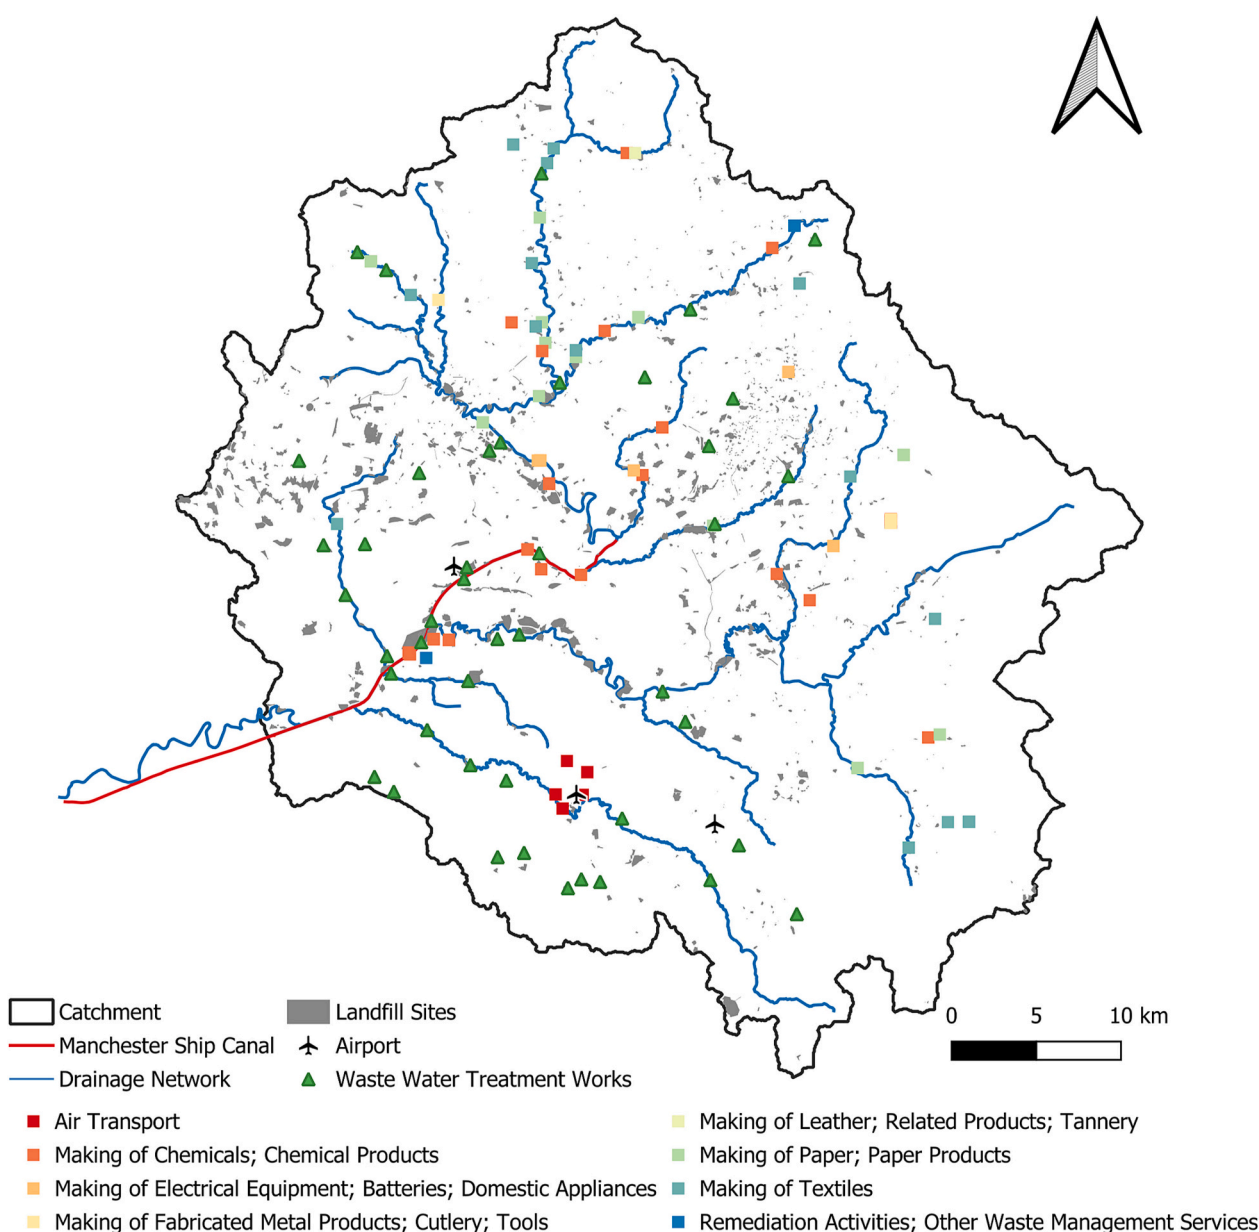 Catchment
Landfill Sites
0 5 10 km
Manchester Ship Canal
Airport
Drainage Network
Waste Water Treatment Works
Air Transport
Making of Leather; Related Products; Tannery
Making of Chemicals; Chemical Products
Making of Paper; Paper Products
Making of Electrical Equipment; Batteries; Domestic Appliances
Making of Textiles
Making of Fabricated Metal Products; Cutlery; Tools
Remediation Activities; Other Waste Management Services